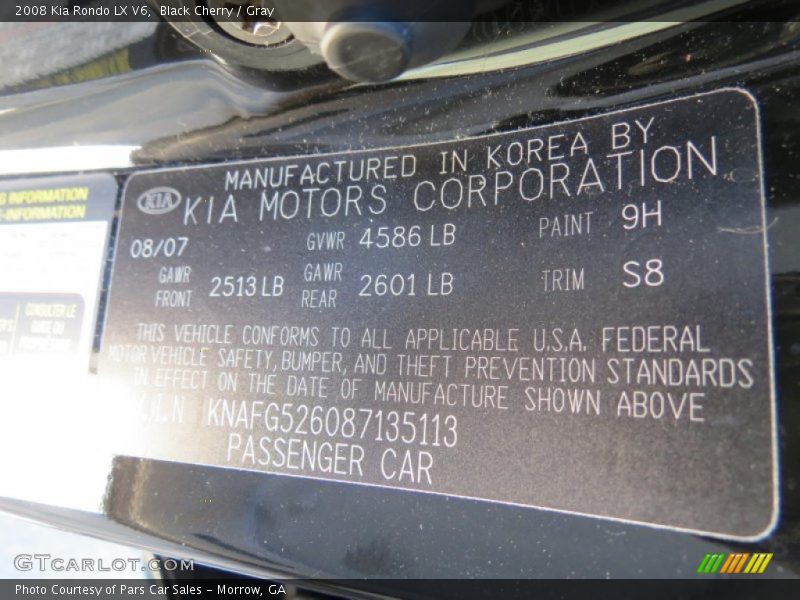 2008 Kia Rondo LX V6, Black Cherry / Gray
MANUFACTURED IN KOREA BY
KIA KIA MOTORS CORPORATION
08/07 GVWR 4586 LB PAINT 9H
GAWR FRONT 2513 LB GAWR REAR 2601 LB TRIM S8
THIS VEHICLE CONFORMS TO ALL APPLICABLE U.S.A. FEDERAL
MOTOR VEHICLE SAFETY, BUMPER, AND THEFT PREVENTION STANDARDS
IN EFFECT ON THE DATE OF MANUFACTURE SHOWN ABOVE
KNAFG526087135113
PASSENGER CAR
INFORMATION
INFORMATION
CONSULTER LE
GUIDE DU
GTCARLOT.COM
Photo Courtesy of Pars Car Sales - Morrow, GA